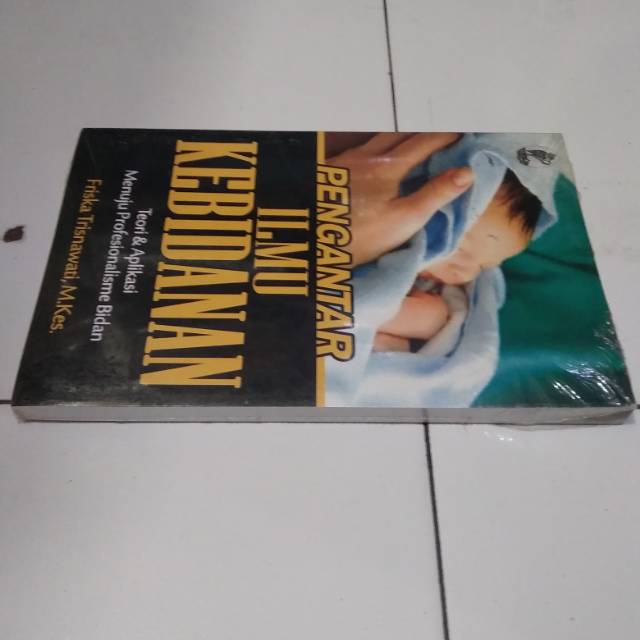 PENGANTAR
ILMU
KEBIDANAN
Teori & Aplikasi
Menuju Profesionalisme Bidan
Friska Trisnawati, M.Kes.